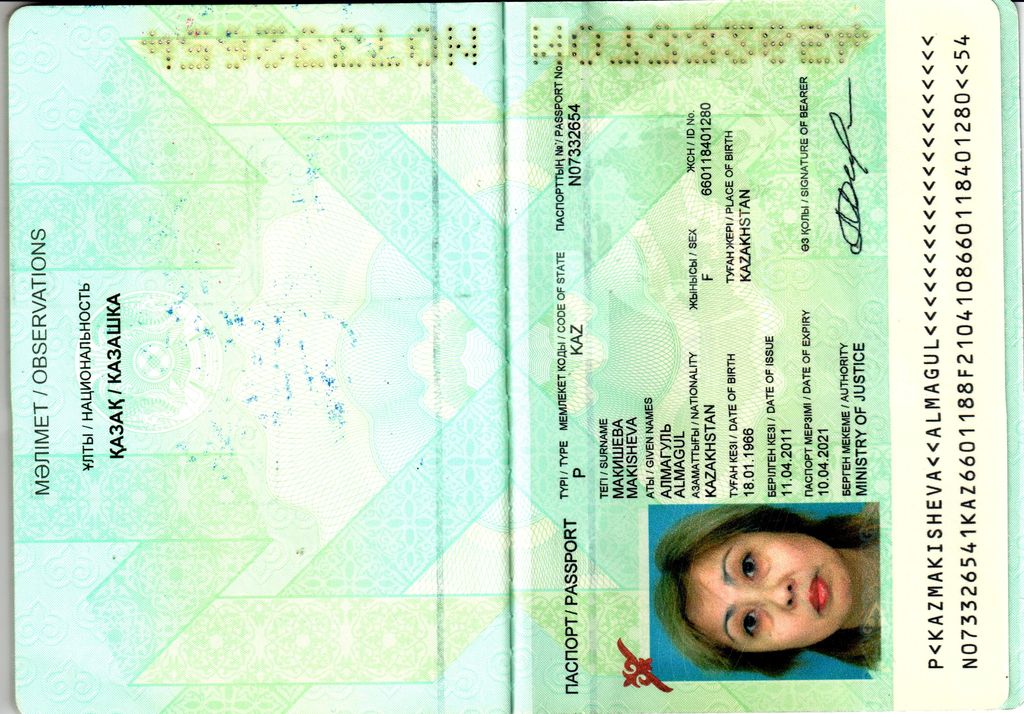 МӘЛІМЕТ / OBSERVATIONS
ҰЛТЫ / НАЦИОНАЛЬНОСТЬ
ҚАЗАҚ / КАЗАШКА
ПАСПОРТ / PASSPORT
ТҮРІ / TYPE МЕМЛЕКЕТ КОДЫ / CODE OF STATE ПАСПОРТТЫҢ № / PASSPORT No.
P KAZ N07332654
ТЕГІ / SURNAME
МАКИШЕВА
MAKISHEVA
АТЫ / GIVEN NAMES
АЛМАГУЛЬ
ALMAGUL
АЗАМАТТЫҒЫ / NATIONALITY ЖЫНЫСЫ / SEX ЖСН / ID No.
KAZAKHSTAN F 660118401280
ТУҒАН КЕЗІ / DATE OF BIRTH ТУҒАН ЖЕРІ / PLACE OF BIRTH
18.01.1966 KAZAKHSTAN
БЕРІЛГЕН КЕЗІ / DATE OF ISSUE
11.04.2011
ПАСПОРТ МЕРЗІМІ / DATE OF EXPIRY ӨЗ ҚОЛЫ / SIGNATURE OF BEARER
10.04.2021
БЕРГЕН МЕКЕМЕ / AUTHORITY
MINISTRY OF JUSTICE
P<KAZMAKISHEVA<<ALMAGUL<<<<<<<<<<<<<<<<<<<<<
N073326541KAZ6601188F2104108660118401280<<54